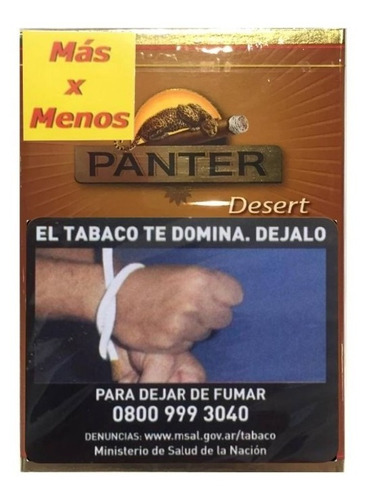 Más
x
Menos
PANTER
Desert
EL TABACO TE DOMINA. DEJALO
PARA DEJAR DE FUMAR
0800 999 3040
DENUNCIAS: www.msal.gov.ar/tabaco
Ministerio de Salud de la Nación